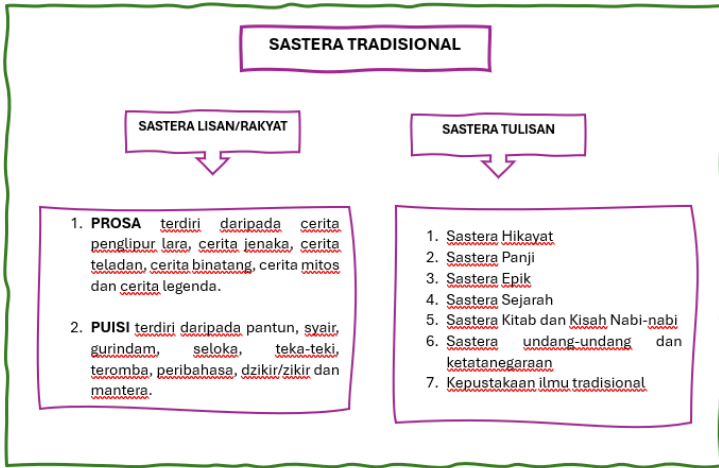 SASTERA TRADISIONAL
SASTERA LISAN/RAKYAT
1. PROSA terdiri daripada cerita
penglipur lara, cerita jenaka, cerita
teladan, cerita binatang, cerita mitos
dan cerita legenda.
2. PUISI terdiri daripada pantun, syair,
gurindam, seloka, teka-teki,
teromba, peribahasa, dzikir/zikir dan
mantera.
SASTERA TULISAN
1. Sastera Hikayat
2. Sastera Panji
3. Sastera Epik
4. Sastera Sejarah
5. Sastera Kitab dan Kisah Nabi-nabi
6. Sastera undang-undang dan
ketatanegaraan
7. Kepustakaan ilmu tradisional